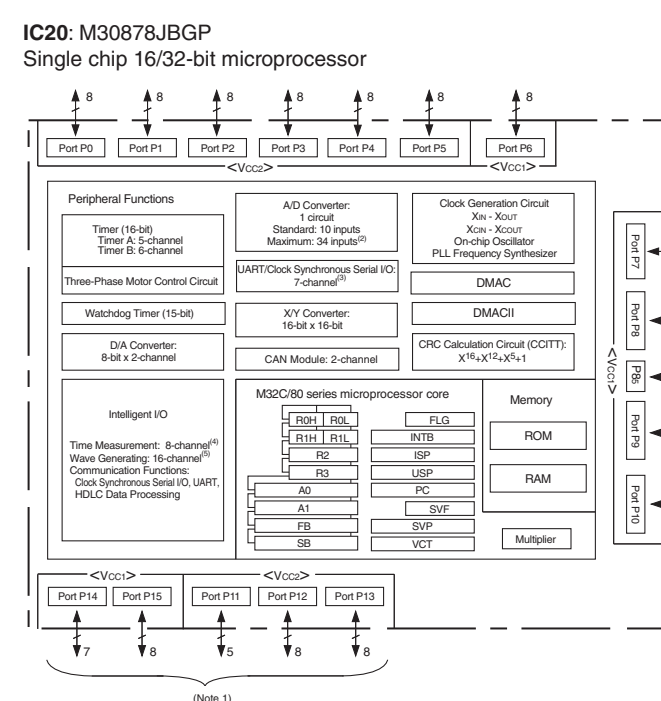 IC20: M30878JBGP
Single chip 16/32-bit microprocessor
8 8 8 8 8 8 8
Port P0 Port P1 Port P2 Port P3 Port P4 Port P5 Port P6
<VCC2> <VCC1>
Peripheral Functions
Timer (16-bit)
Timer A: 5-channel
Timer B: 6-channel
Three-Phase Motor Control Circuit
Watchdog Timer (15-bit)
D/A Converter:
8-bit x 2-channel
Intelligent I/O
Time Measurement: 8-channel(4)
Wave Generating: 16-channel(5)
Communication Functions:
Clock Synchronous Serial I/O, UART,
HDLC Data Processing
A/D Converter:
1 circuit
Standard: 10 inputs
Maximum: 34 inputs(2)
UART/Clock Synchronous Serial I/O:
7-channel(3)
X/Y Converter:
16-bit x 16-bit
CAN Module: 2-channel
Clock Generation Circuit
XIN - XOUT
XCIN - XCOUT
On-chip Oscillator
PLL Frequency Synthesizer
DMAC
DMACII
CRC Calculation Circuit (CCITT):
X16+X12+X5+1
M32C/80 series microprocessor core
R0H R0L
R1H R1L
R2
R3
A0
A1
FB
SB
FLG
INTB
ISP
USP
PC
SVF
SVP
VCT
Memory
ROM
RAM
Multiplier
<VCC1>
Port P7
Port P8
P85
Port P9
Port P10
<VCC1> <VCC2>
Port P14 Port P15 Port P11 Port P12 Port P13
7 8 5 8 8
(Note 1)